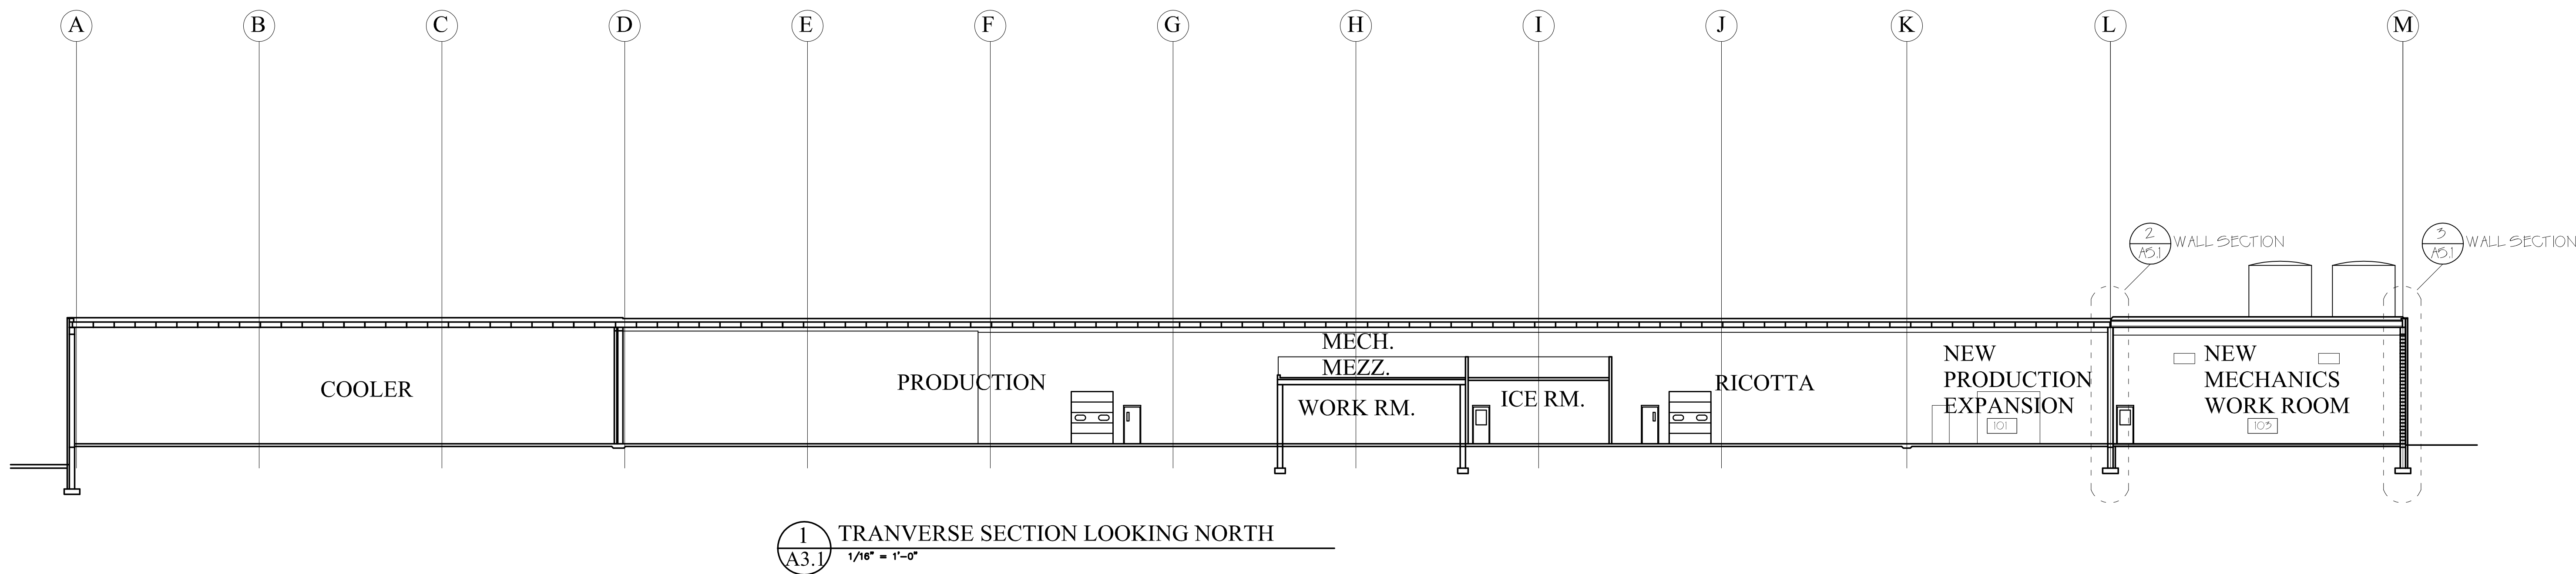 A B C D E F G H I J K L M
2
A5.1
WALL SECTION
3
A5.1
WALL SECTION
COOLER
PRODUCTION
MECH.
MEZZ.
WORK RM.
ICE RM.
RICOTTA
NEW
PRODUCTION
EXPANSION
101
NEW
MECHANICS
WORK ROOM
103
1
A3.1
TRANVERSE SECTION LOOKING NORTH
1/16" = 1'-0"